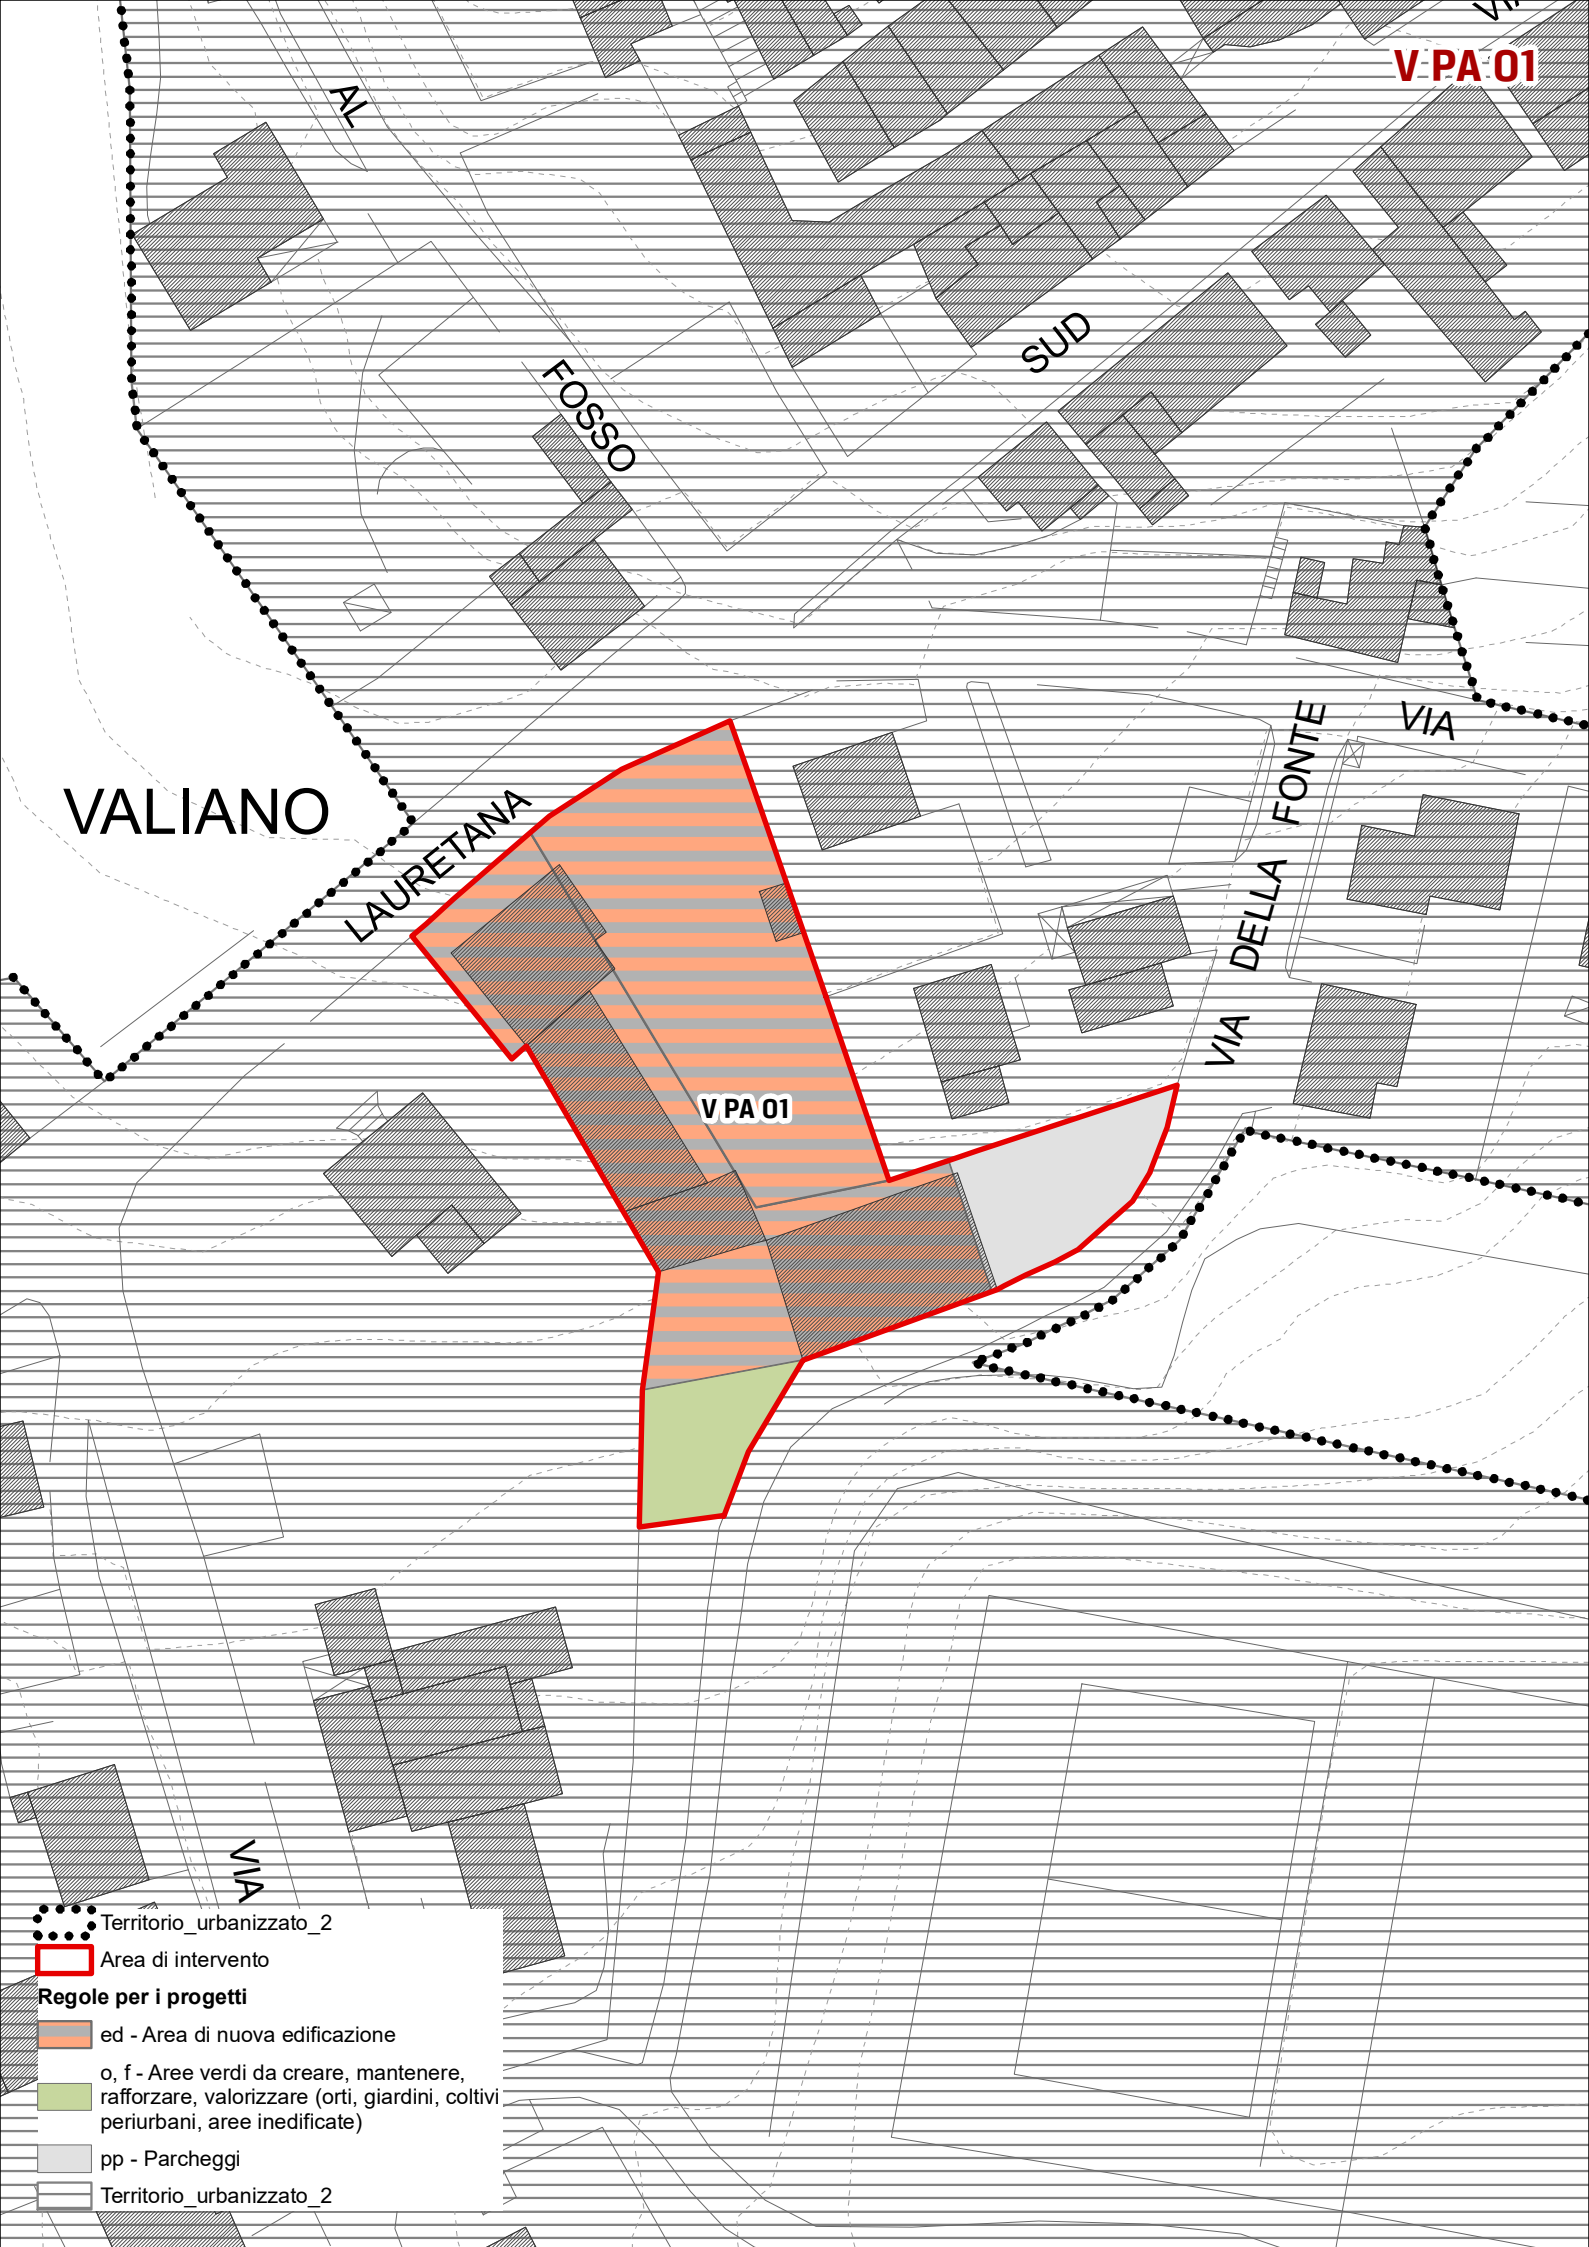 VIA
V PA 01
AL
FOSSO
SUD
VIA
VALIANO
LAURETANA
VIA DELLA FONTE
V PA 01
VIA
Territorio_urbanizzato_2
Area di intervento
Regole per i progetti
ed - Area di nuova edificazione
o, f - Aree verdi da creare, mantenere,
rafforzare, valorizzare (orti, giardini, coltivi
periurbani, aree inedificate)
pp - Parcheggi
Territorio_urbanizzato_2